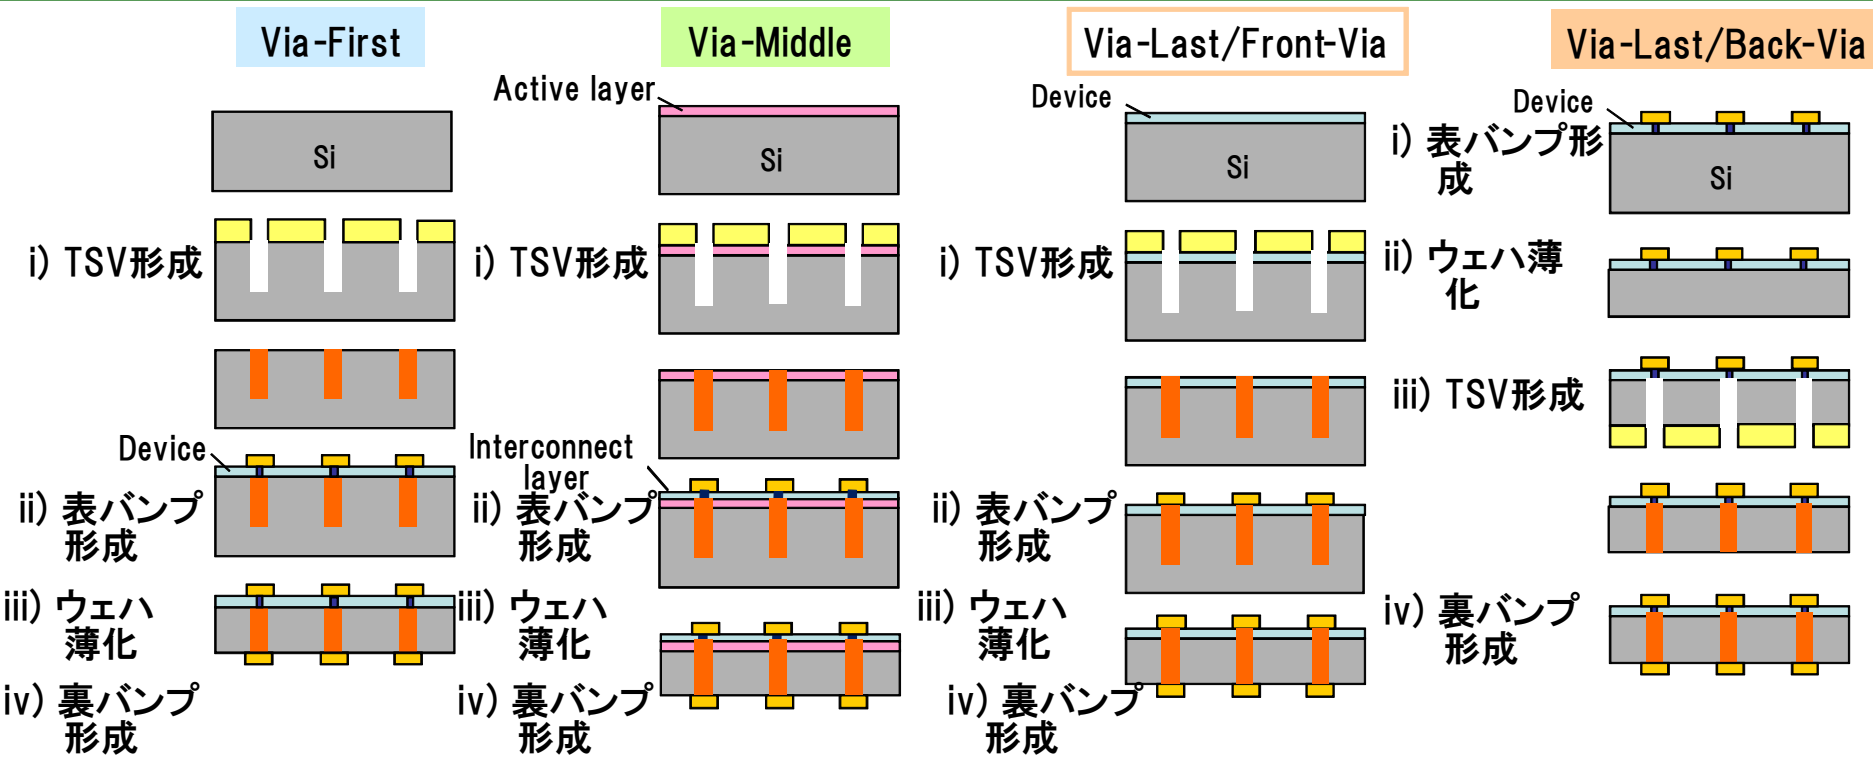 Via-First
Si
i) TSV形成
Device
ii) 表バンプ
形成
iii) ウェハ
薄化
iv) 裏バンプ
形成
Via-Middle
Active layer
Si
i) TSV形成
Interconnect
layer
ii) 表バンプ
形成
iii) ウェハ
薄化
iv) 裏バンプ
形成
Via-Last/Front-Via
Device
Si
i) TSV形成
ii) 表バンプ
形成
iii) ウェハ
薄化
iv) 裏バンプ
形成
Via-Last/Back-Via
Device
i) 表バンプ形
成
Si
ii) ウェハ薄
化
iii) TSV形成
iv) 裏バンプ
形成